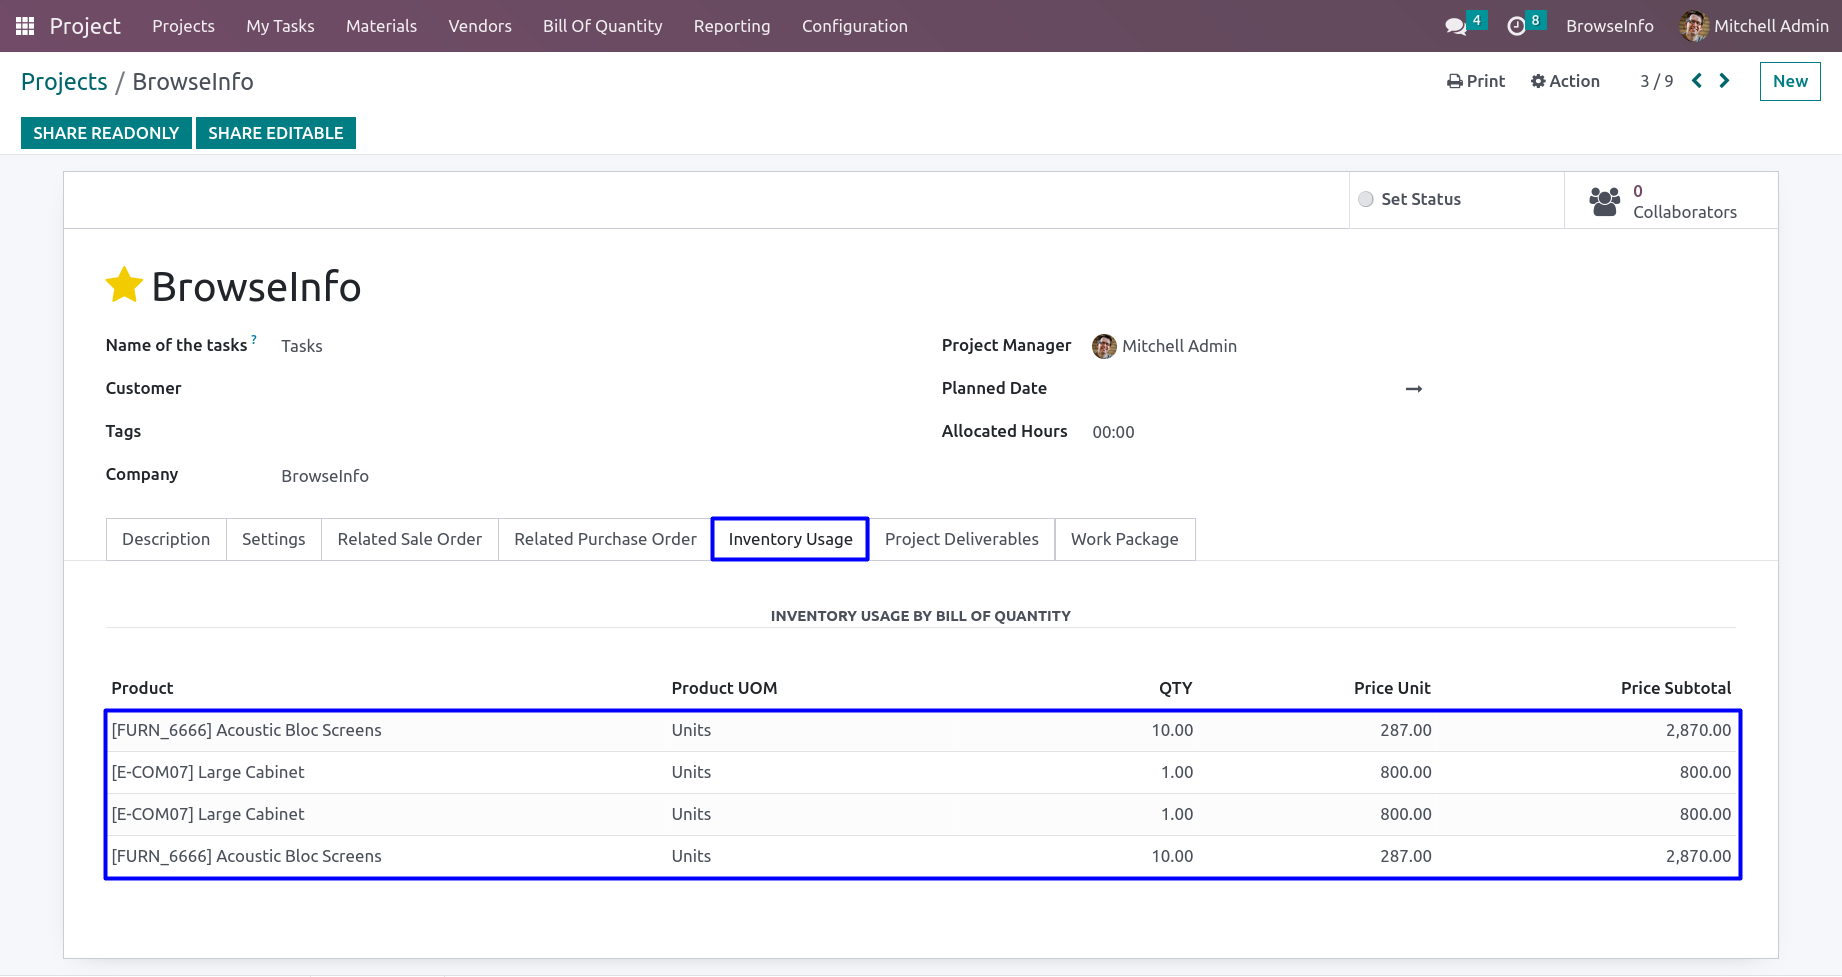 Project Projects My Tasks Materials Vendors Bill Of Quantity Reporting Configuration 4 8 BrowseInfo Mitchell Admin
Projects / BrowseInfo Print Action 3 / 9 New
SHARE READONLY SHARE EDITABLE
Set Status 0 Collaborators
BrowseInfo
Name of the tasks ? Tasks Project Manager Mitchell Admin
Customer Planned Date →
Tags Allocated Hours 00:00
Company BrowseInfo
Description Settings Related Sale Order Related Purchase Order Inventory Usage Project Deliverables Work Package
INVENTORY USAGE BY BILL OF QUANTITY
Product Product UOM QTY Price Unit Price Subtotal
[FURN_6666] Acoustic Bloc Screens Units 10.00 287.00 2,870.00
[E-COM07] Large Cabinet Units 1.00 800.00 800.00
[E-COM07] Large Cabinet Units 1.00 800.00 800.00
[FURN_6666] Acoustic Bloc Screens Units 10.00 287.00 2,870.00